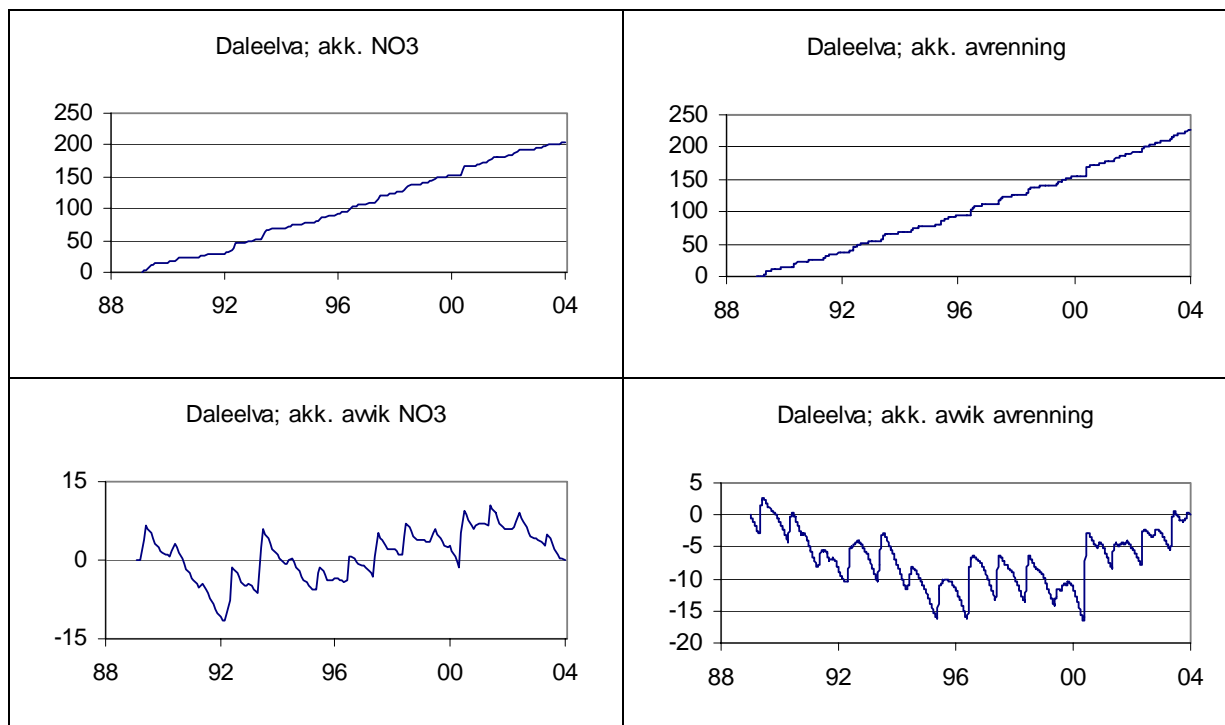 Daleelva; akk. NO3
250
200
150
100
50
0
88 92 96 00 04
Daleelva; akk. avrenning
250
200
150
100
50
0
88 92 96 00 04
Daleelva; akk. avvik NO3
15
0
-15
88 92 96 00 04
Daleelva; akk. avvik avrenning
5
0
-5
-10
-15
-20
88 92 96 00 04